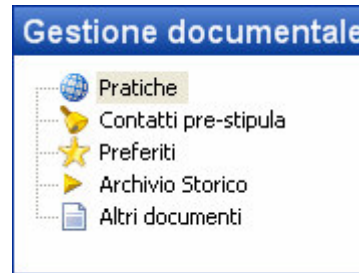 Gestione documentale
Pratiche
Contatti pre-stipula
Preferiti
Archivio Storico
Altri documenti